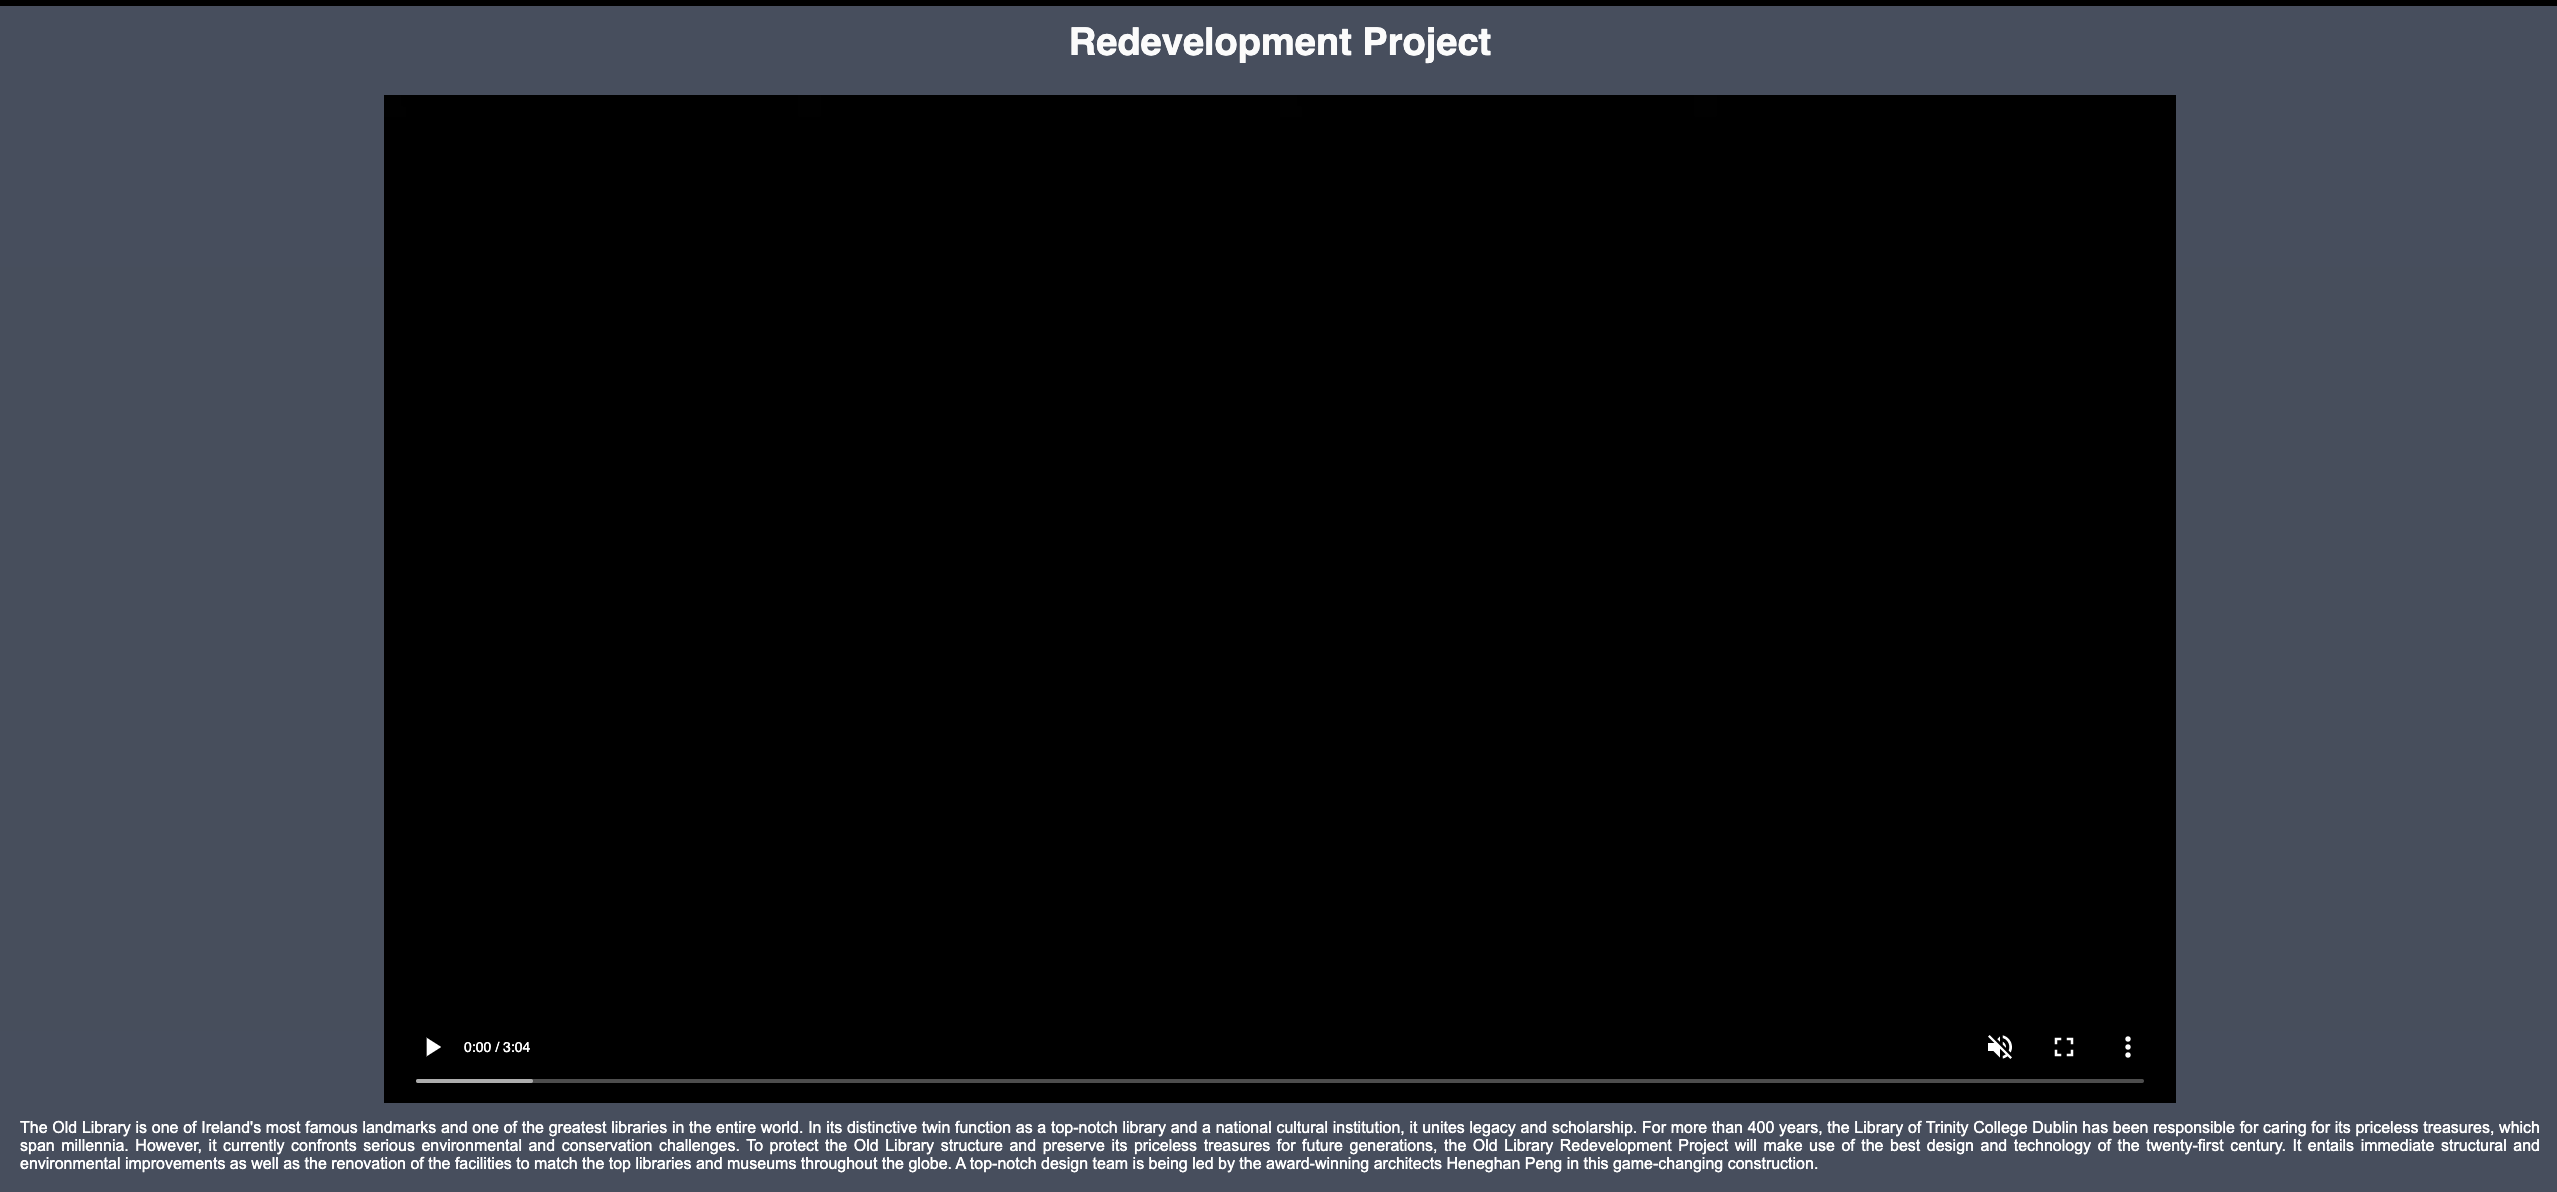 Redevelopment Project
0:00 / 3:04
The Old Library is one of Ireland's most famous landmarks and one of the greatest libraries in the entire world. In its distinctive twin function as a top-notch library and a national cultural institution, it unites legacy and scholarship. For more than 400 years, the Library of Trinity College Dublin has been responsible for caring for its priceless treasures, which
span millennia. However, it currently confronts serious environmental and conservation challenges. To protect the Old Library structure and preserve its priceless treasures for future generations, the Old Library Redevelopment Project will make use of the best design and technology of the twenty-first century. It entails immediate structural and
environmental improvements as well as the renovation of the facilities to match the top libraries and museums throughout the globe. A top-notch design team is being led by the award-winning architects Heneghan Peng in this game-changing construction.